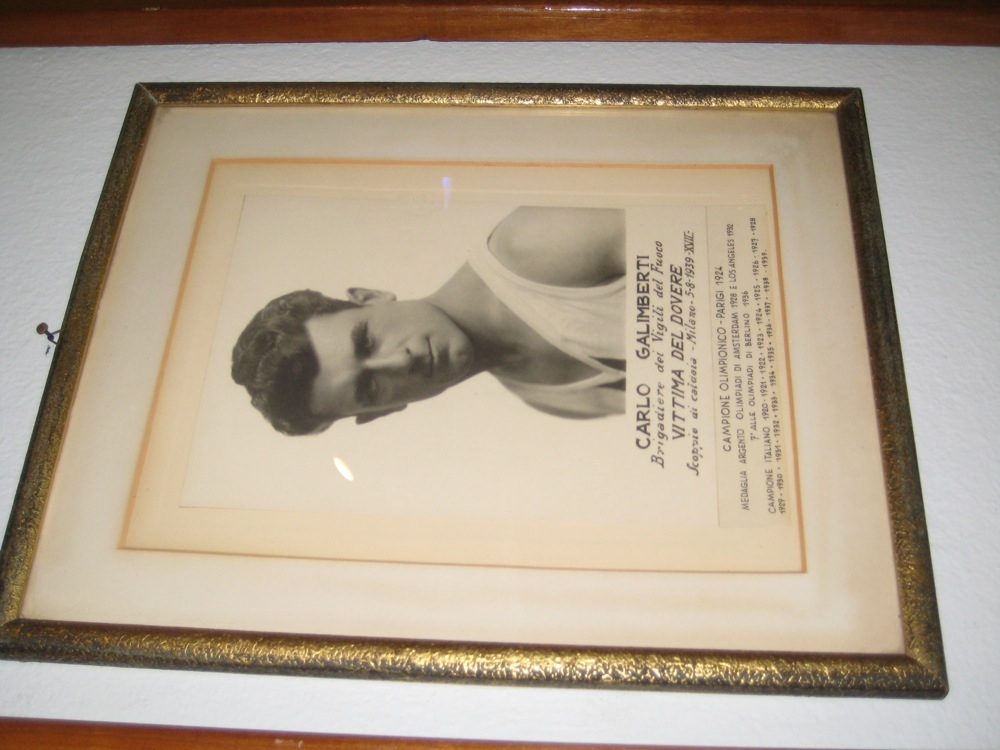 CARLO GALIMBERTI
Brigadiere dei Vigili del Fuoco
VITTIMA DEL DOVERE
Scoppio di caldaia - Milano - 5-8-1939-XVII:
CAMPIONE OLIMPIONICO - PARIGI 1924
MEDAGLIA ARGENTO OLIMPIADI DI AMSTERDAM 1928 E LOS ANGELES 1932
7° ALLE OLIMPIADI DI BERLINO 1936
CAMPIONE ITALIANO 1920 - 1921 - 1922 - 1923 - 1924 - 1925 - 1926 - 1927 - 1928
1929 - 1930 - 1931 - 1932 - 1933 - 1934 - 1935 - 1936 - 1937 - 1938 - 1939.